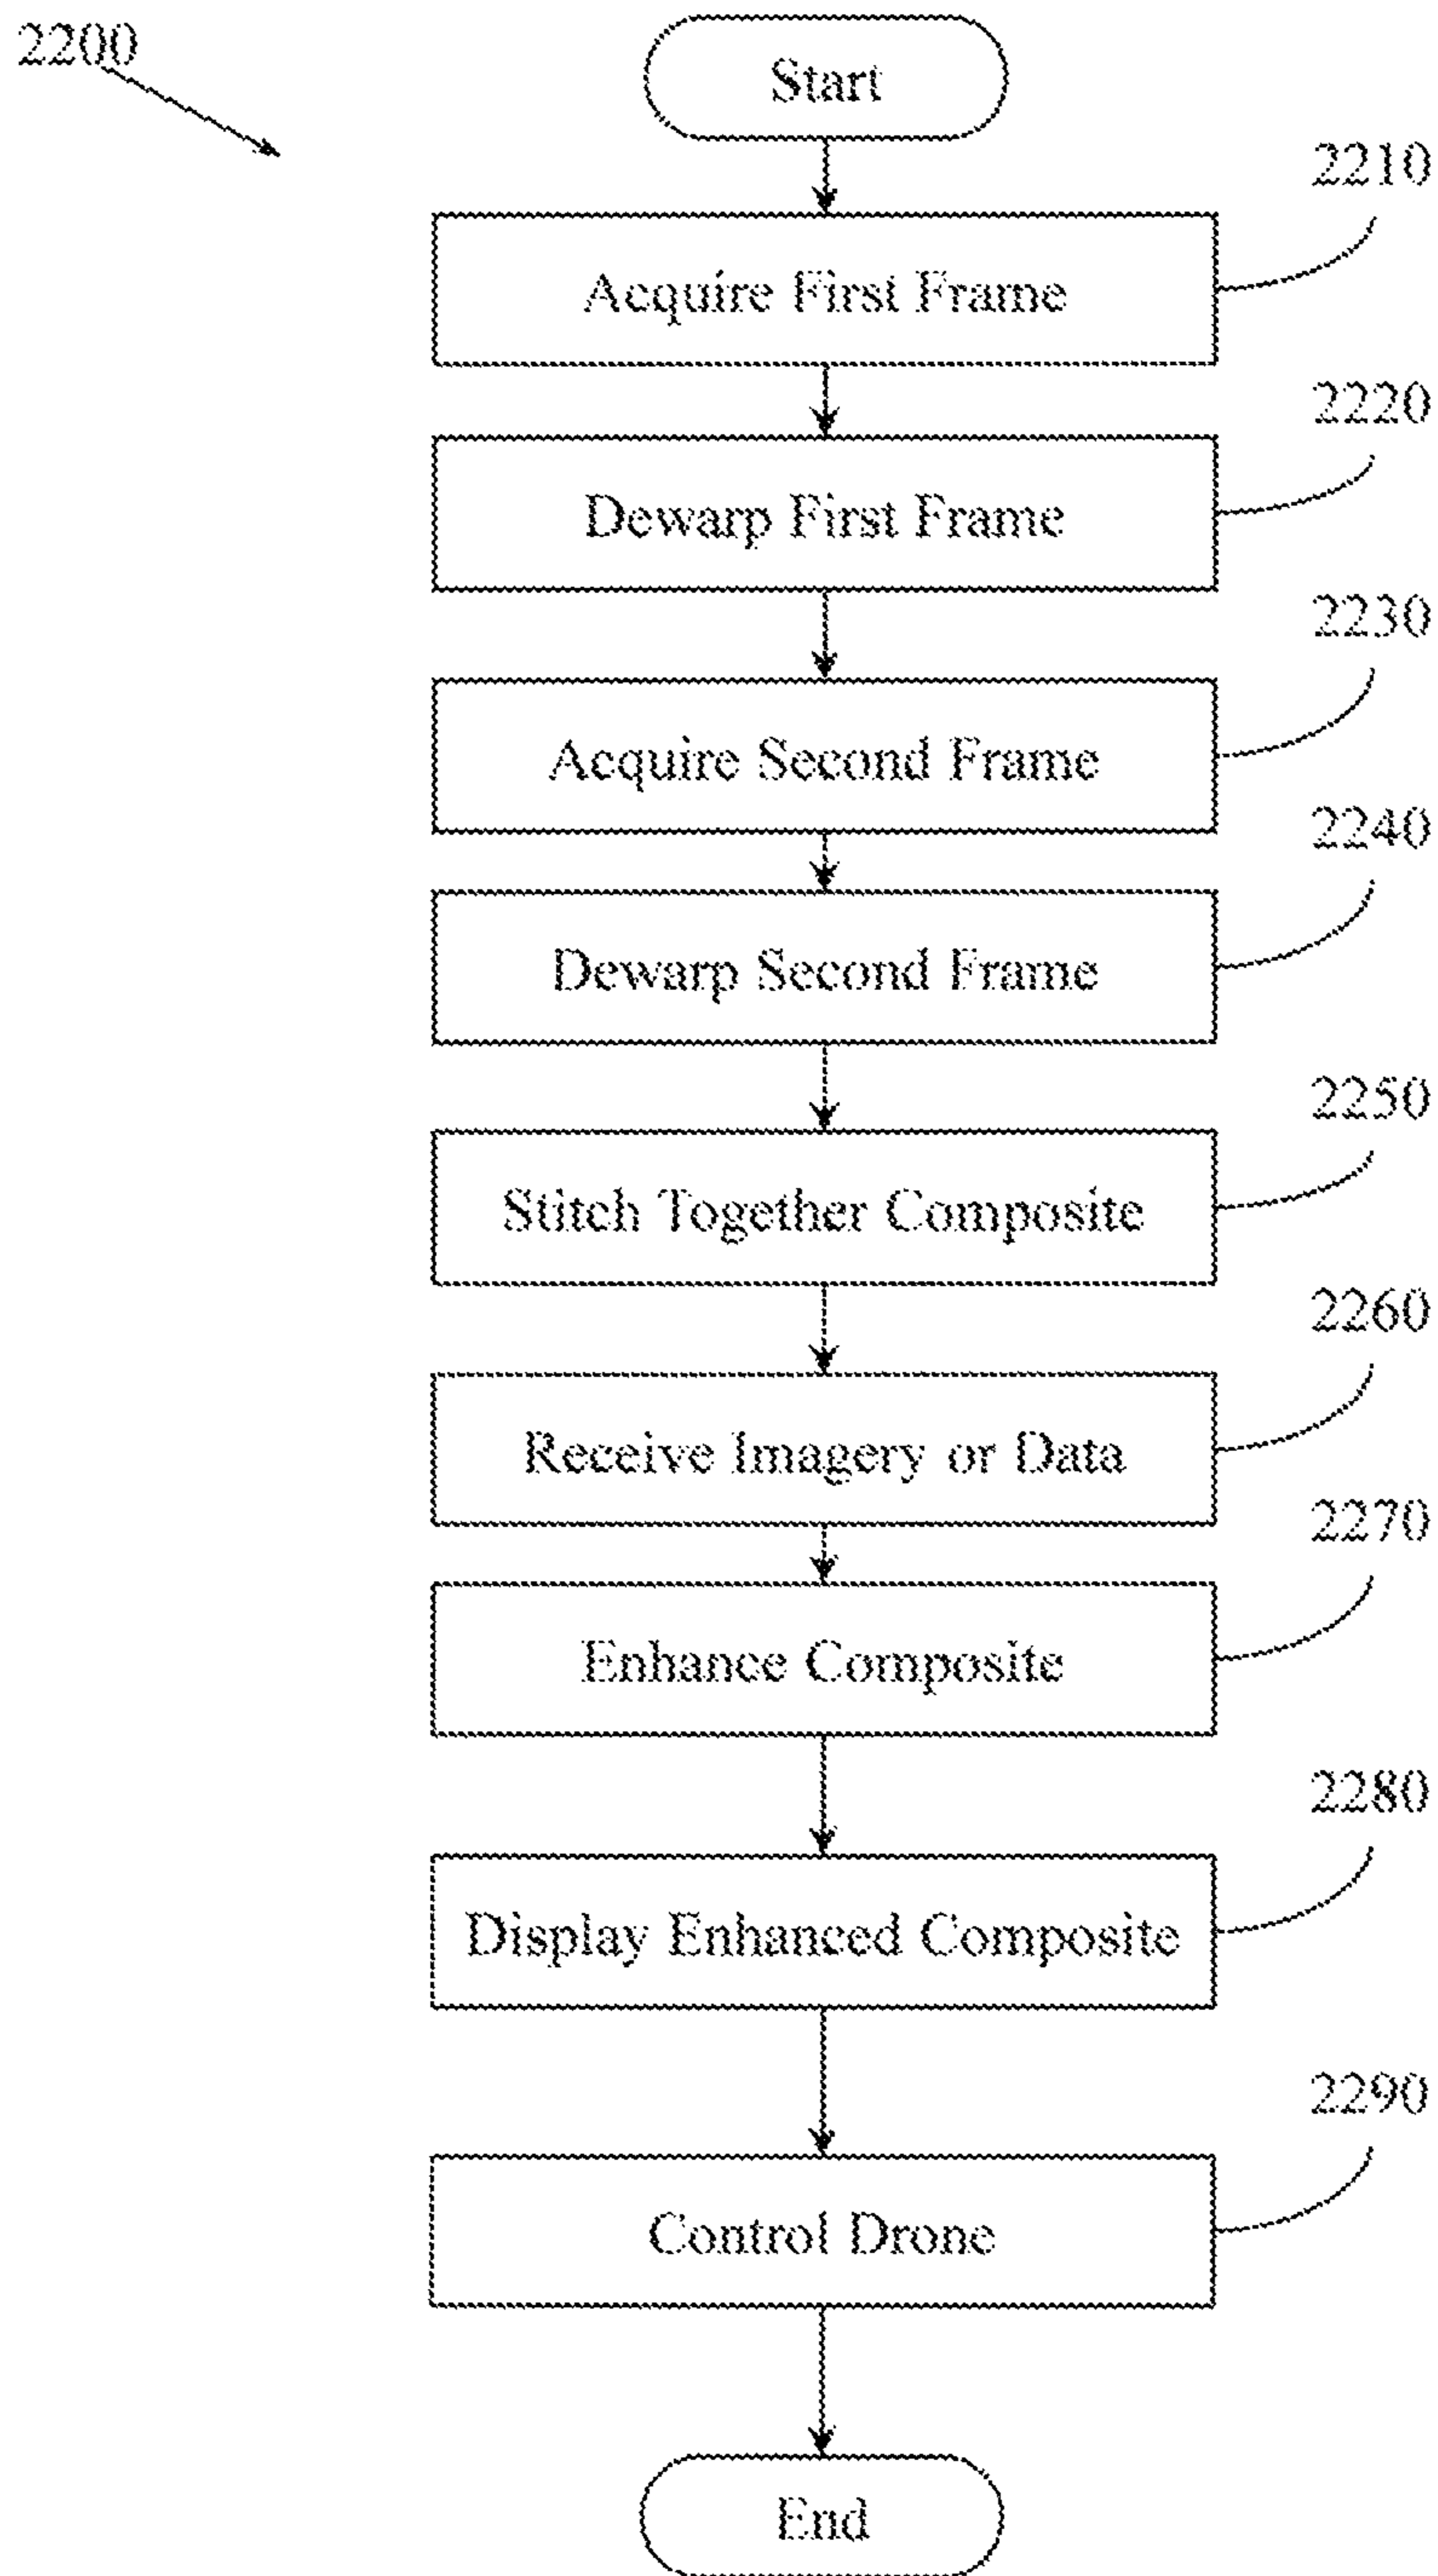 2200
Start
2210
Acquire First Frame
2220
Dewarp First Frame
2230
Acquire Second Frame
2240
Dewarp Second Frame
2250
Stitch Together Composite
2260
Receive Imagery or Data
2270
Enhance Composite
2280
Display Enhanced Composite
2290
Control Drone
End